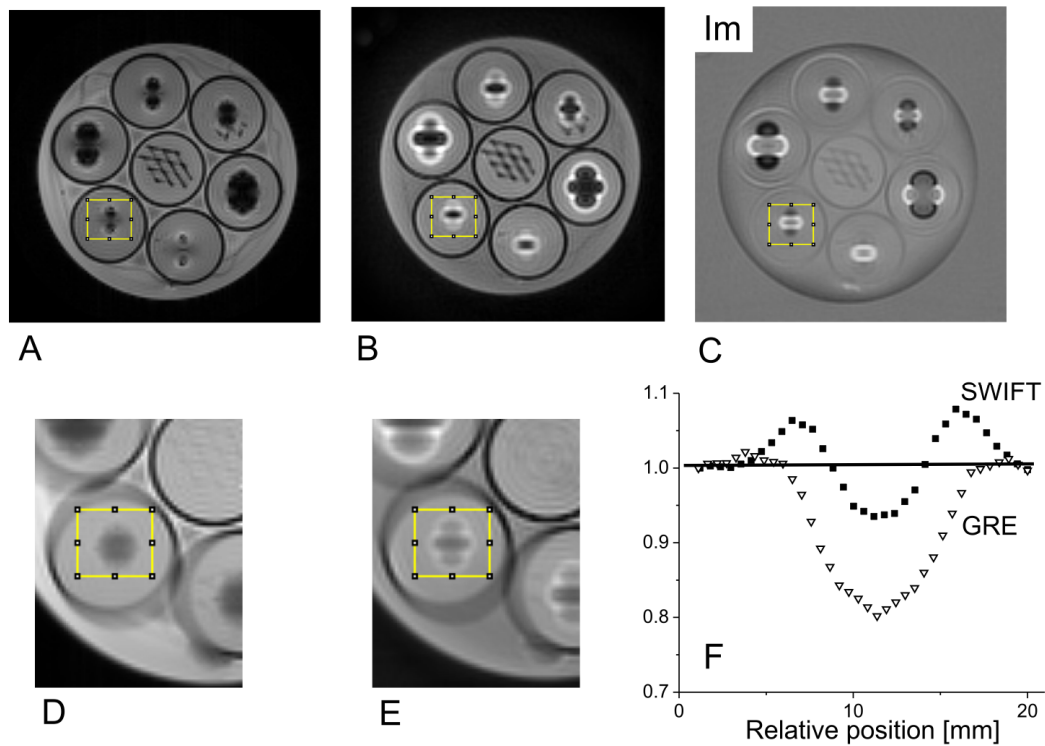 Im
A
B
C
D
E
1.1
1.0
0.9
0.8
0.7
SWIFT
GRE
F
0
10
20
Relative position [mm]